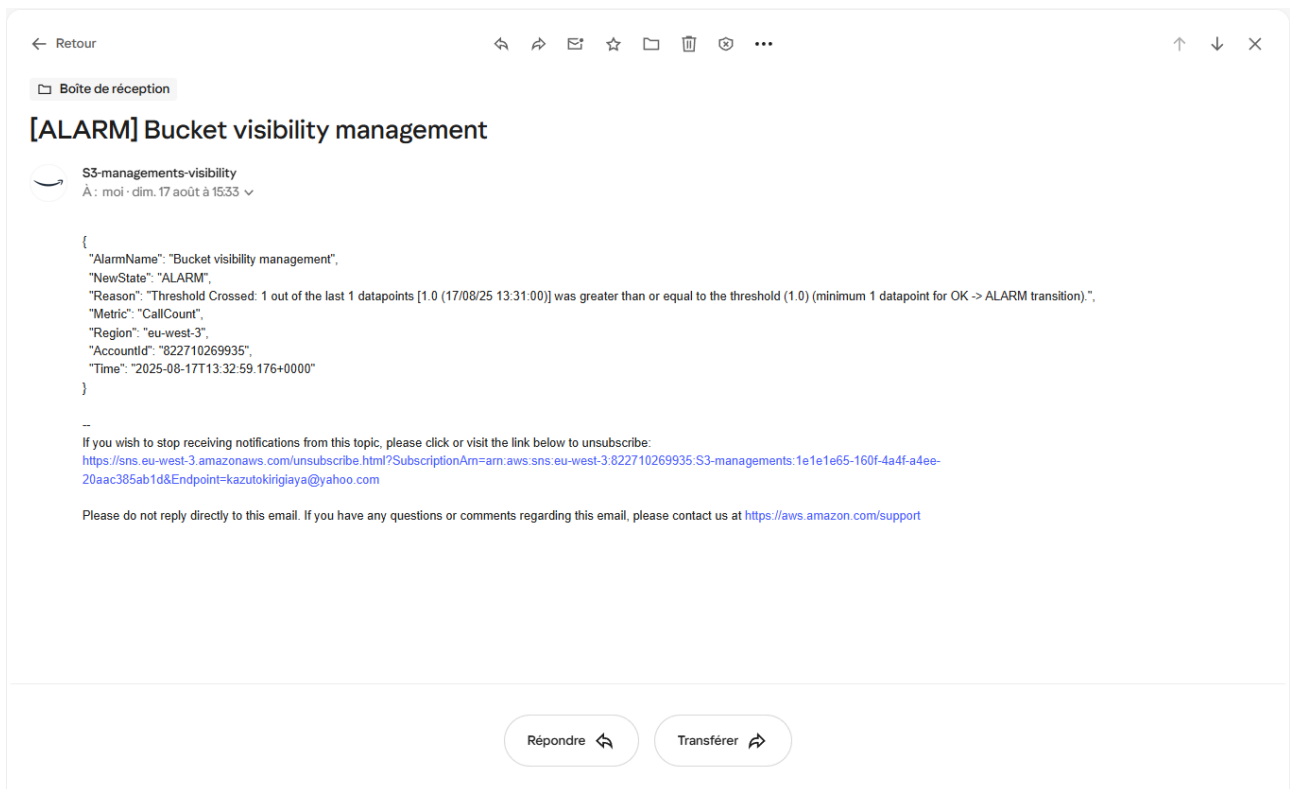 Retour
Boîte de réception
[ALARM] Bucket visibility management
S3-managements-visibility
À : moi · dim. 17 août à 15:33
{
"AlarmName": "Bucket visibility management",
"NewState": "ALARM",
"Reason": "Threshold Crossed: 1 out of the last 1 datapoints [1.0 (17/08/25 13:31:00)] was greater than or equal to the threshold (1.0) (minimum 1 datapoint for OK -> ALARM transition).",
"Metric": "CallCount",
"Region": "eu-west-3",
"AccountId": "822710269935",
"Time": "2025-08-17T13:32:59.176+0000"
}
--
If you wish to stop receiving notifications from this topic, please click or visit the link below to unsubscribe:
https://sns.eu-west-3.amazonaws.com/unsubscribe.html?SubscriptionArn=arn:aws:sns:eu-west-3:822710269935:S3-managements:1e1e1e65-160f-4a4f-a4ee-
20aac385ab1d&Endpoint=kazutokirigiaya@yahoo.com
Please do not reply directly to this email. If you have any questions or comments regarding this email, please contact us at https://aws.amazon.com/support
Répondre
Transférer